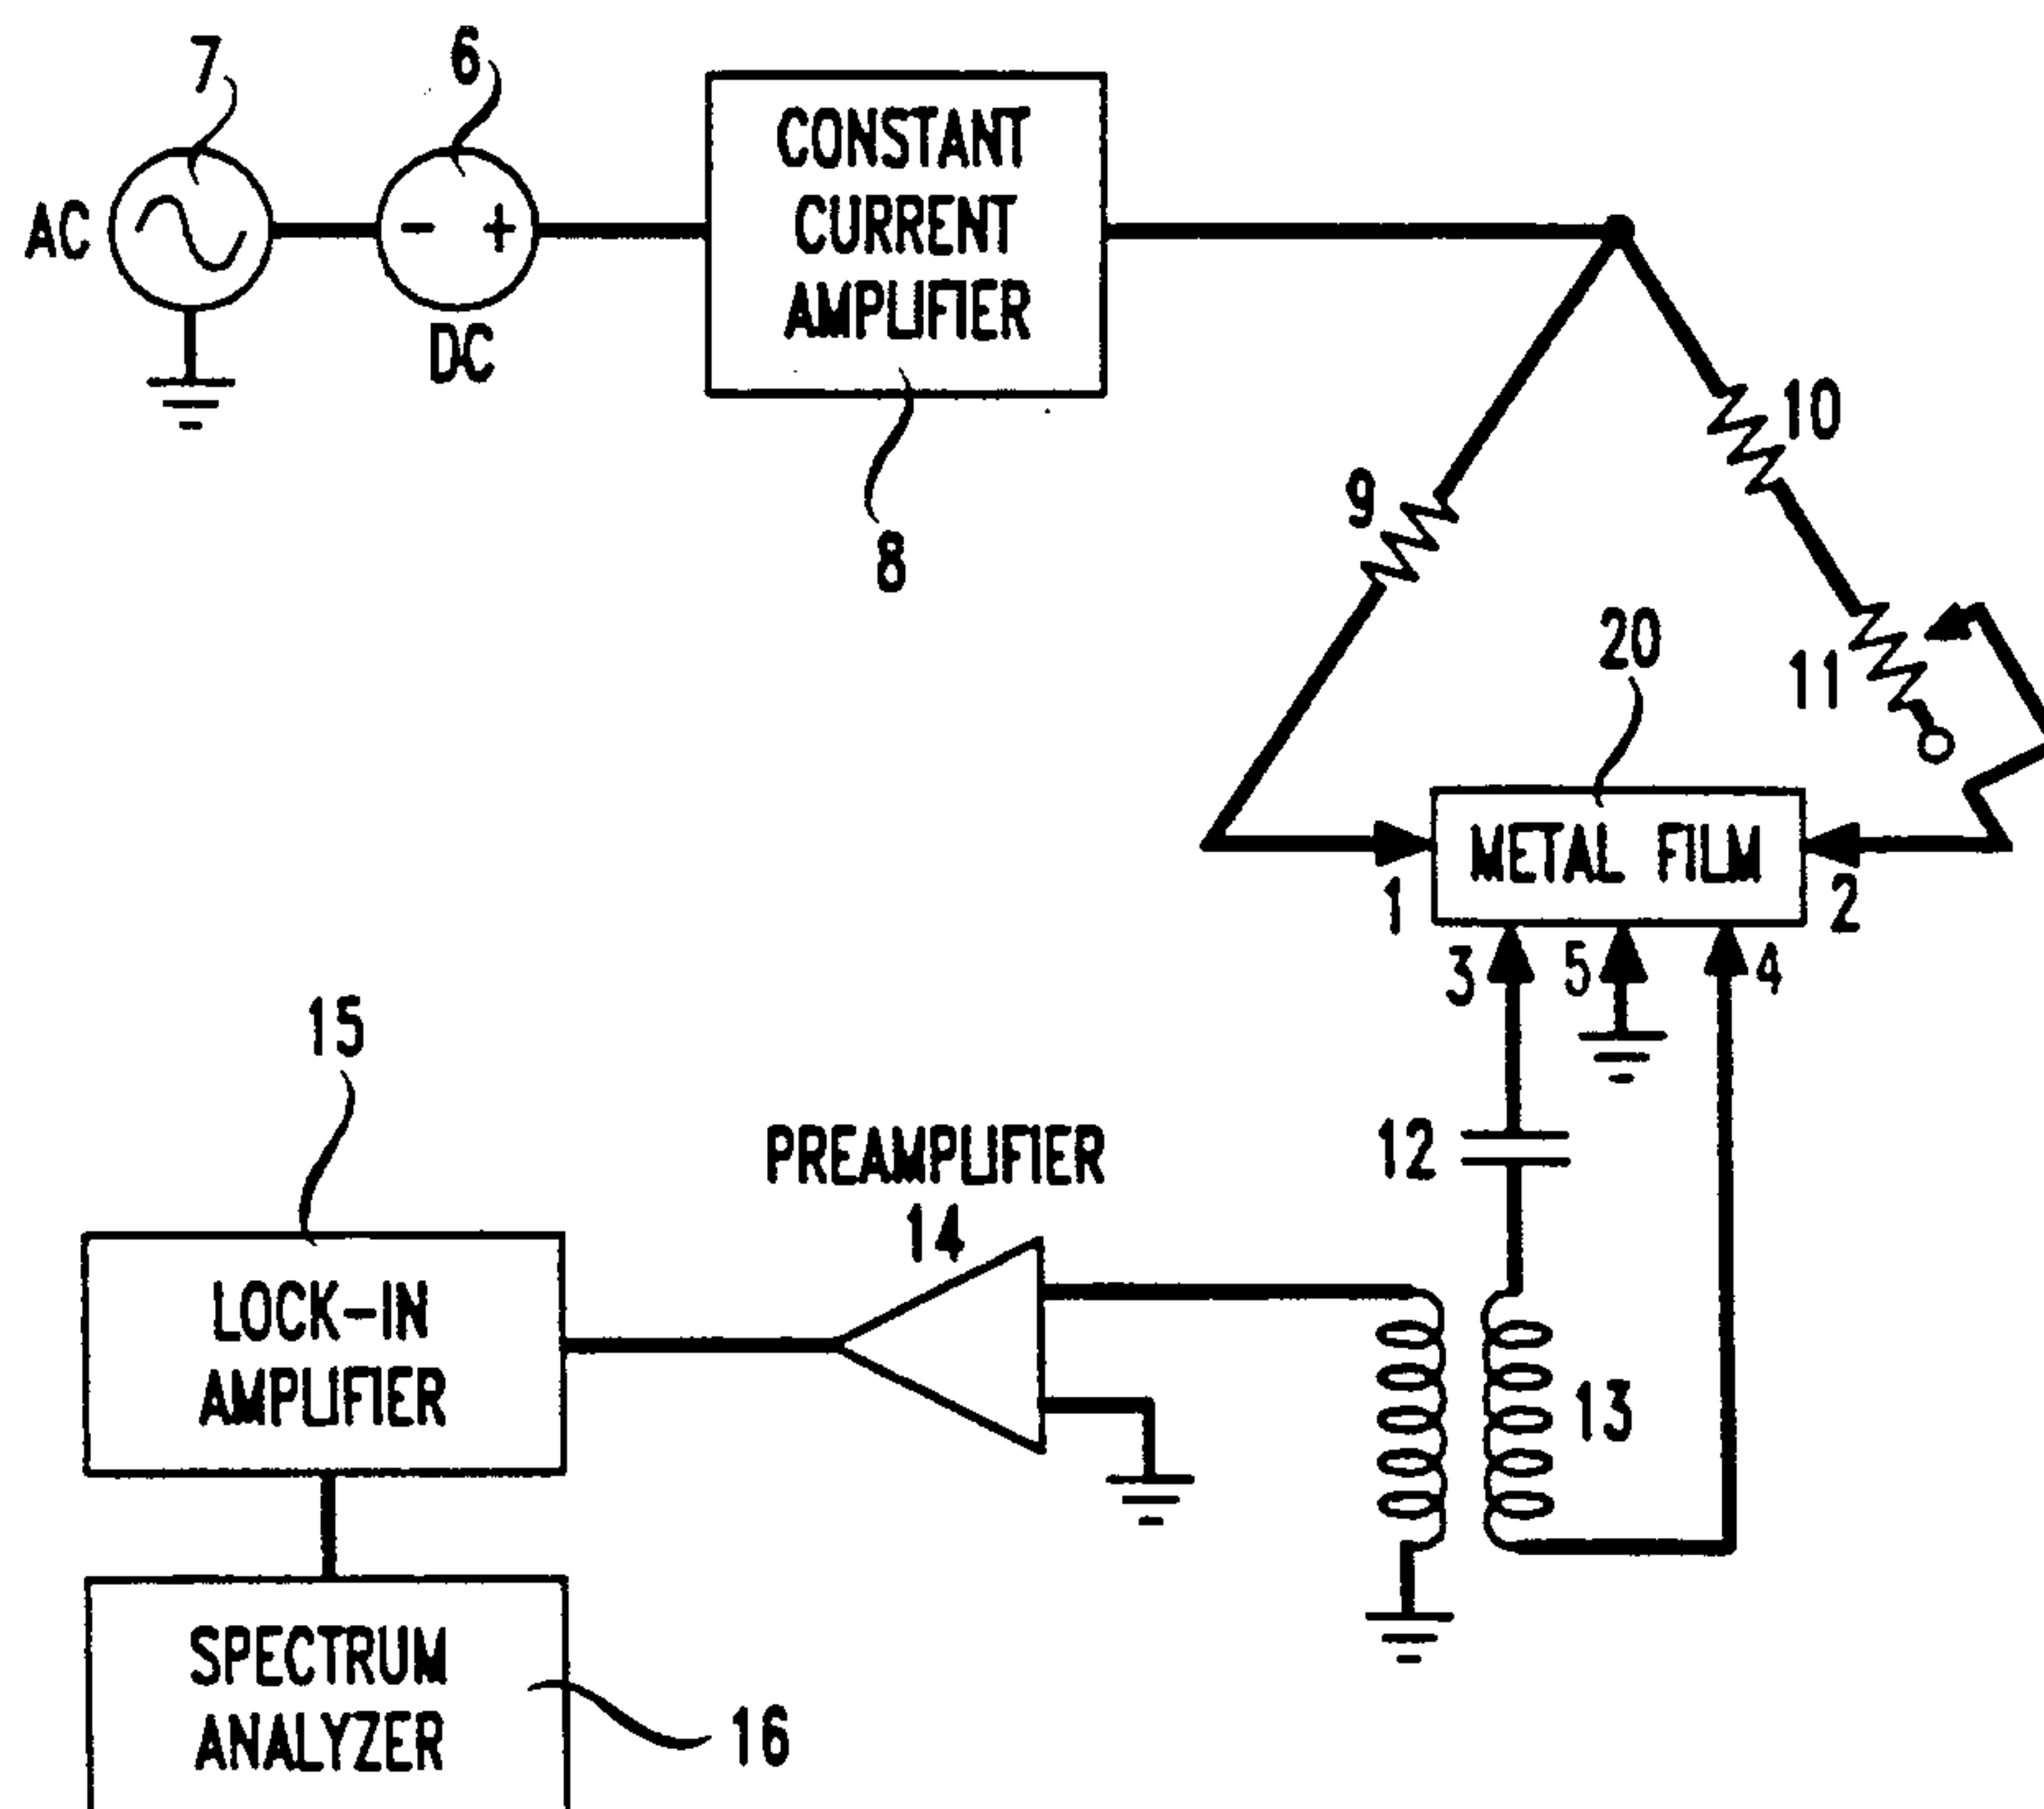 7
6
AC
- +
DC
CONSTANT
CURRENT
AMPLIFIER
8
9
10
11
20
METAL FILM
1
2
3
5
4
12
13
PREAMPLIFIER
14
15
LOCK-IN
AMPLIFIER
SPECTRUM
ANALYZER
16